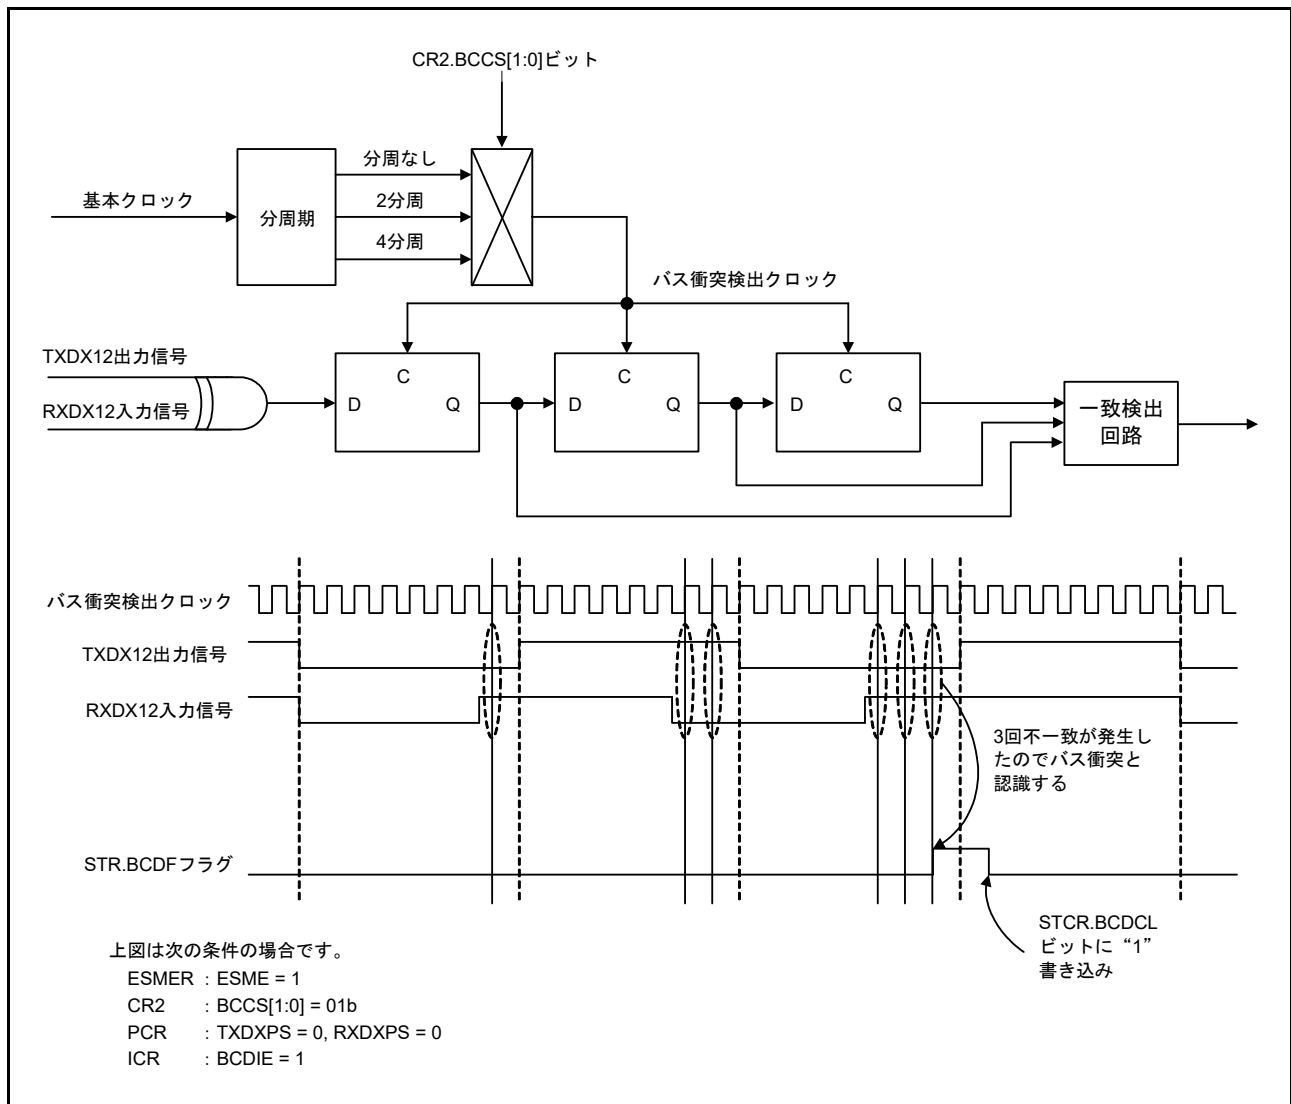 CR2.BCCS[1:0]ビット
分周なし
基本クロック
分周期
2分周
4分周
バス衝突検出クロック
TXDX12出力信号
RXDX12入力信号
C
D
Q
C
D
Q
C
D
Q
一致検出
回路
バス衝突検出クロック
TXDX12出力信号
RXDX12入力信号
3回不一致が発生し
たのでバス衝突と
認識する
STR.BCDFフラグ
STCR.BCDCL
ビットに“1”
書き込み
上図は次の条件の場合です。
ESMER : ESME = 1
CR2 : BCCS[1:0] = 01b
PCR : TXDXPS = 0, RXDXPS = 0
ICR : BCDIE = 1